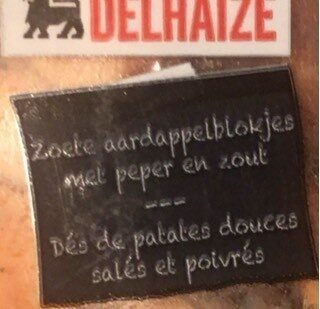 DELHAIZE
Zoete aardappelblokjes
met peper en zout
---
Dés de patates douces
salés et poivrés